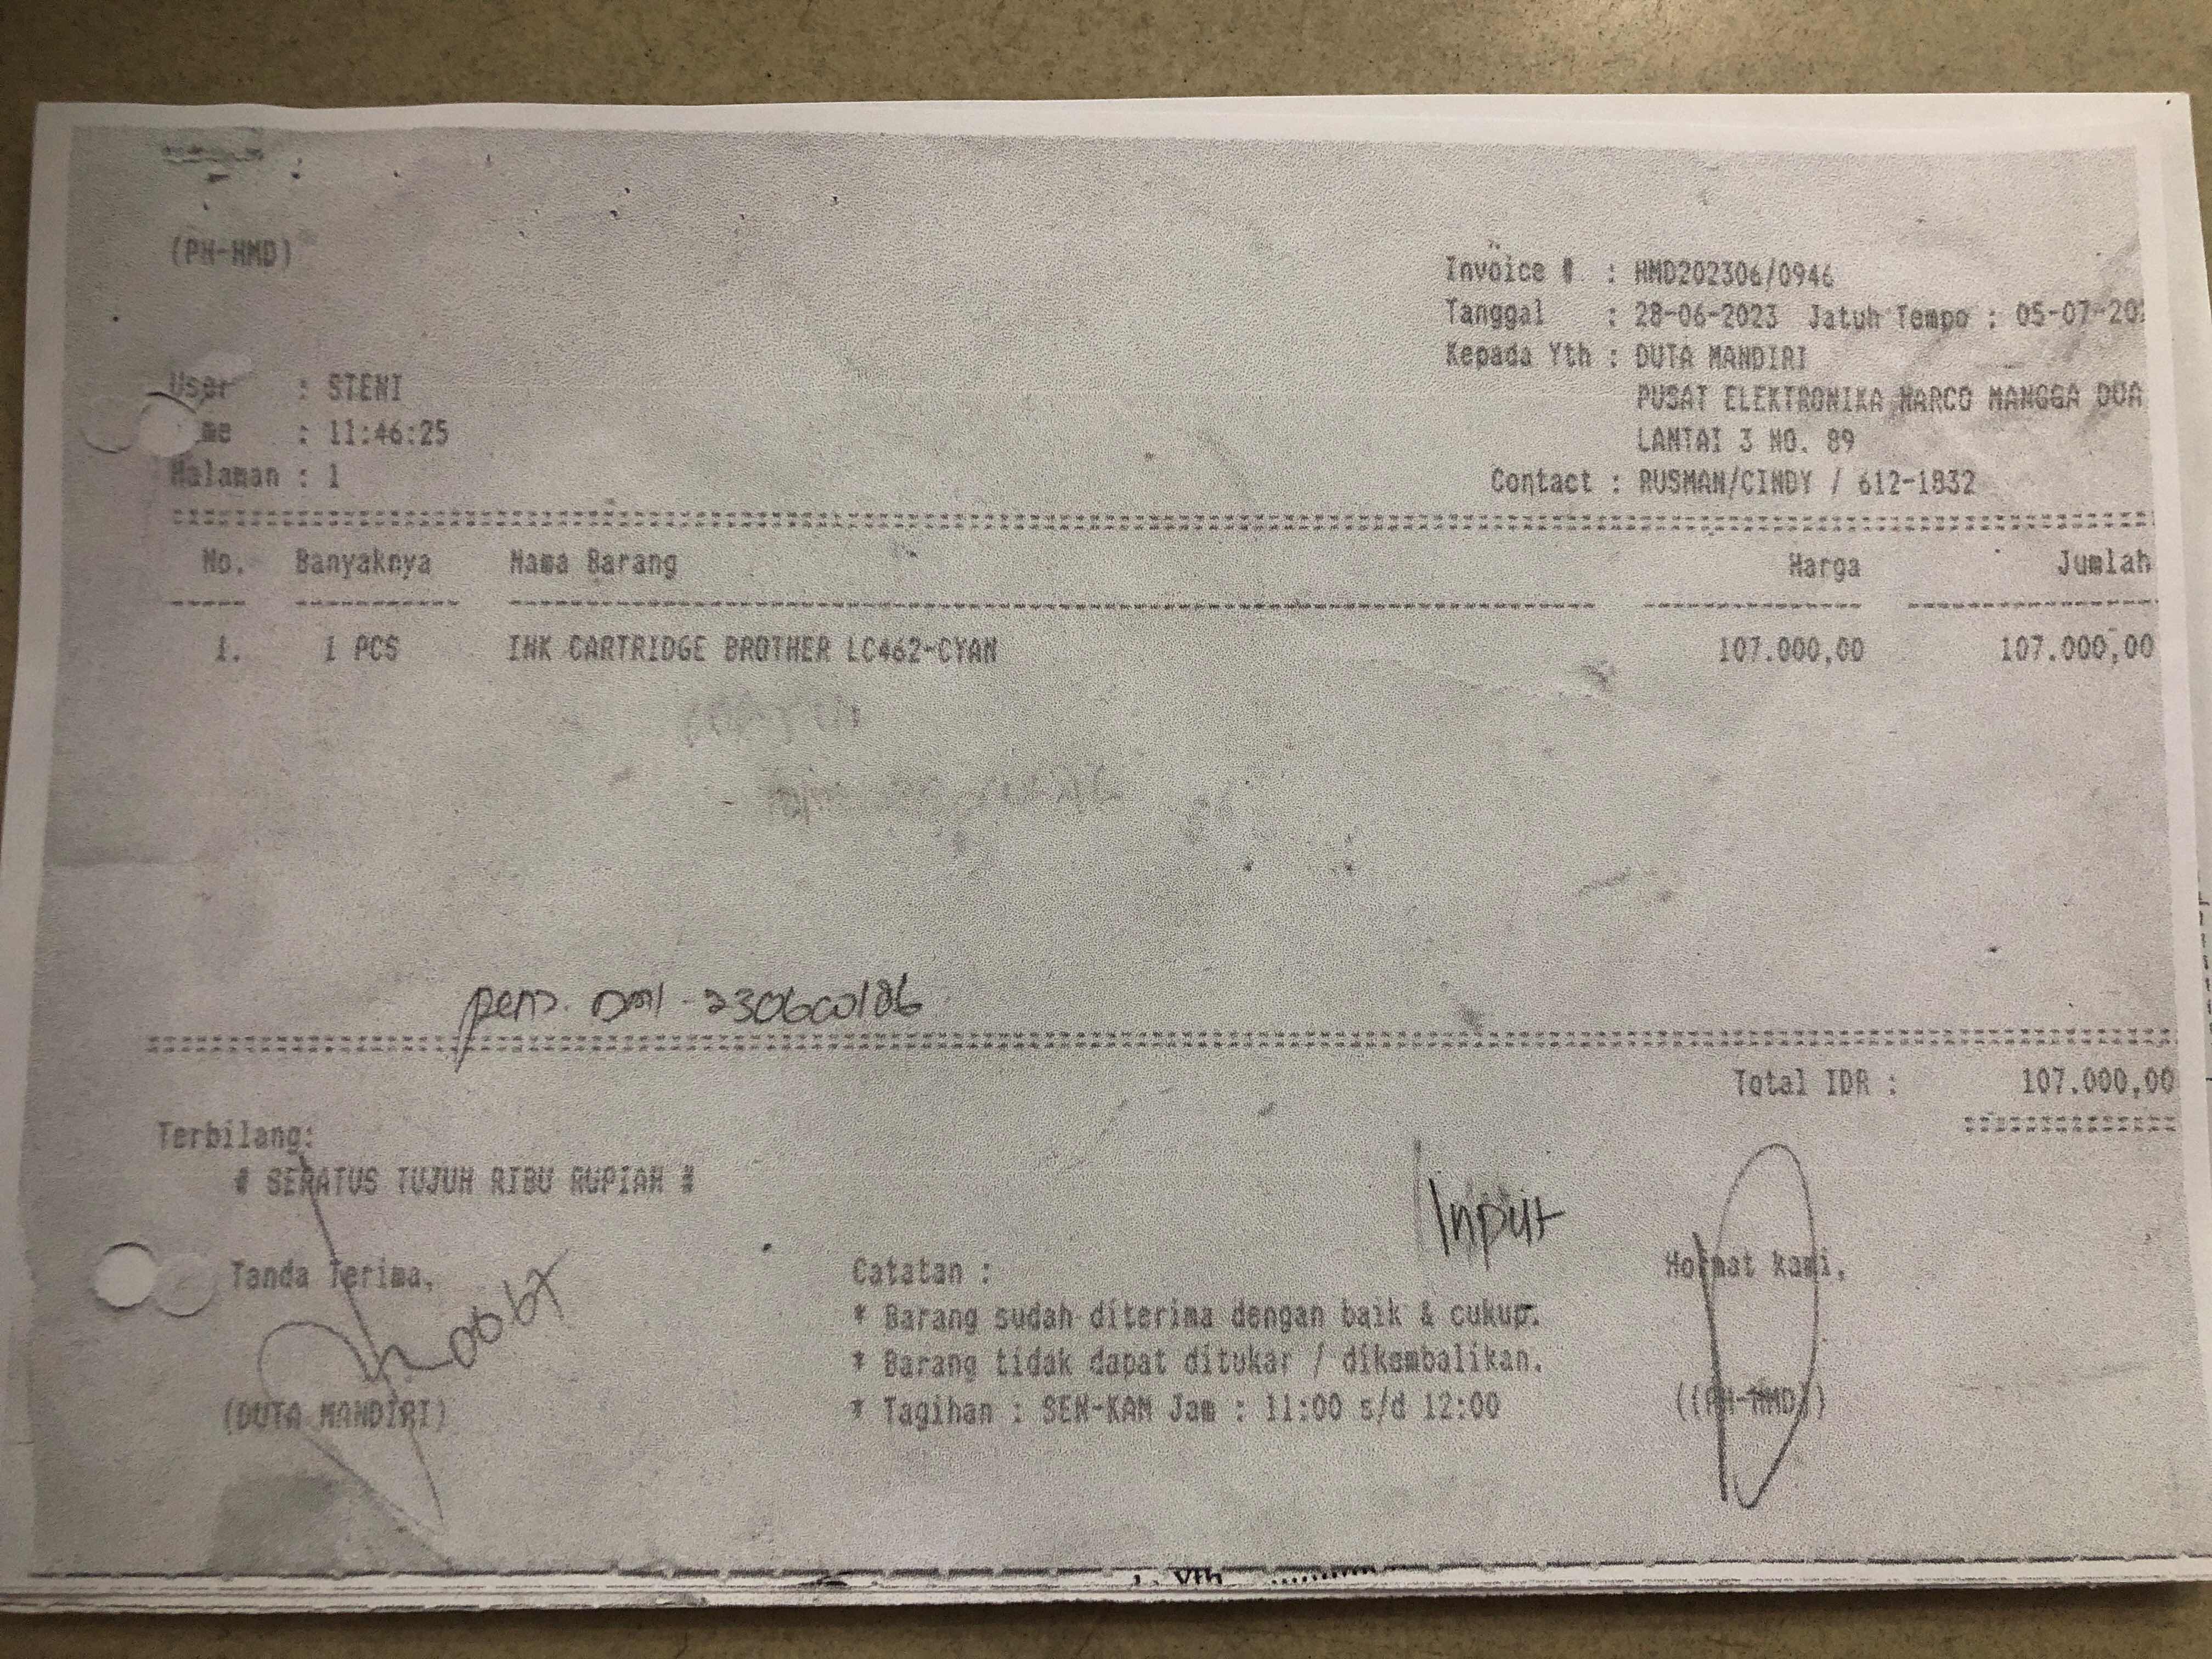 (PH-HMD)
Invoice # : HMD202306/0946
Tanggal : 28-06-2023 Jatuh Tempo : 05-07-20
Kepada Yth : DUTA MANDIRI
User : STENI
PUSAT ELEKTRONIKA HARCO MANGGA DUA
: 11:46:25
LANTAI 3 NO. 89
Halaman : 1
Contact : RUSMAN/CINDY / 612-1832
No. Banyaknya Nama Barang Harga Jumlah
1. 1 PCS INK CARTRIDGE BROTHER LC462-CYAN 107.000,00 107.000,00
Total IDR : 107.000,00
Terbilang:
# SERATUS TUJUH RIBU RUPIAH #
Input
Tanda Terima,
Catatan :
Hormat kami,
* Barang sudah diterima dengan baik & cukup.
* Barang tidak dapat ditukar / dikembalikan.
* Tagihan : SEN-KAM Jam : 11:00 s/d 12:00
(DUTA MANDIRI)
((PH-HMD))